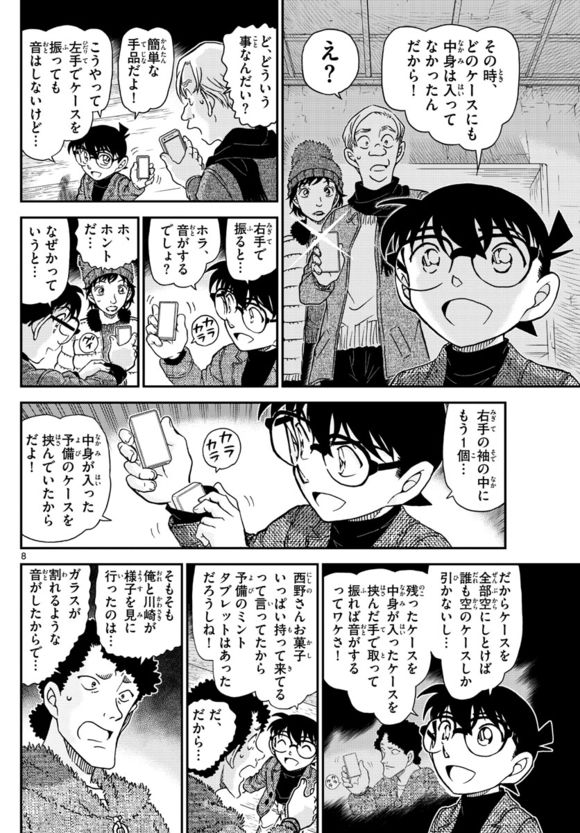 その時、
どのケースにも
中身は入って
なかったん
だから!
え?
ど、どういう
事なんだい?
簡単な
手品だよ!
こうやって
左手でケースを
振っても
音はしないけど…
右手で
振ると…
ホラ、
音がする
でしょ?
カラ
カラ
ホ、
ホント
だ…
なぜかって
いうと…
右手の袖の中に
もう1個…
カラ
カラ
中身が入った
予備のケースを
挟んでいたから
だよ!
8
だからケースを
全部空にしとけば
誰も空のケースしか
引かないし、
残ったケースを
中身が入ったケースを
挟んだ手で取って
振れば音がする
ってワケさ!
西野さんお菓子
いっぱい持って来てる
って言ってたから
予備のミント
タブレットはあった
だろうしね!
だ、
だから…
そもそも
俺と川崎が
様子を見に
行ったのは…
ガラスが
割れるような
音がしたからで…